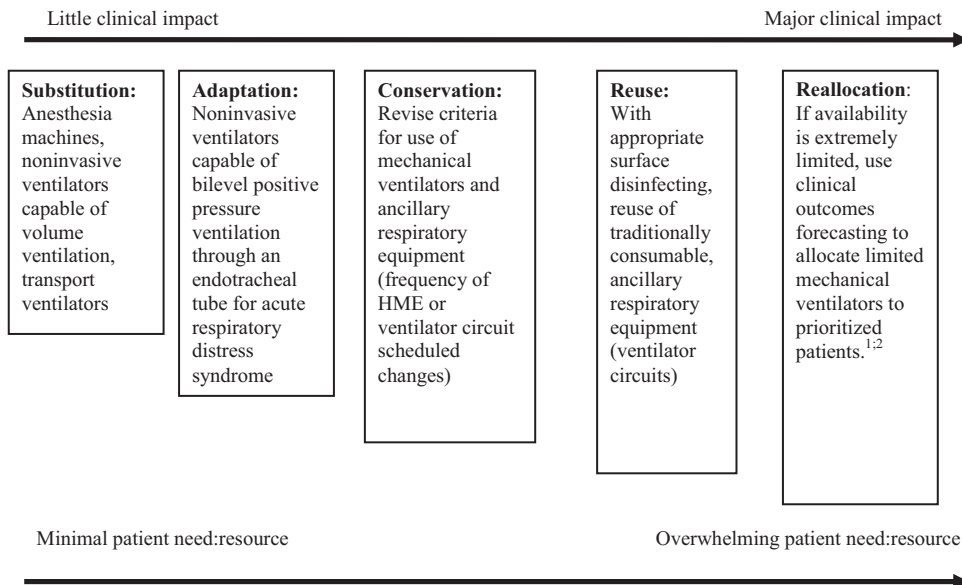 Little clinical impact
Major clinical impact
Substitution:
Anesthesia
machines,
noninvasive
ventilators
capable of
volume
ventilation,
transport
ventilators
Adaptation:
Noninvasive
ventilators
capable of
bilevel positive
pressure
ventilation
through an
endotracheal
tube for acute
respiratory
distress
syndrome
Conservation:
Revise criteria
for use of
mechanical
ventilators and
ancillary
respiratory
equipment
(frequency of
HME or
ventilator circuit
scheduled
changes)
Reuse:
With
appropriate
surface
disinfecting,
reuse of
traditionally
consumable,
ancillary
respiratory
equipment
(ventilator
circuits)
Reallocation:
If availability
is extremely
limited, use
clinical
outcomes
forecasting to
allocate limited
mechanical
ventilators to
prioritized
patients.1;2
Minimal patient need:resource
Overwhelming patient need:resource